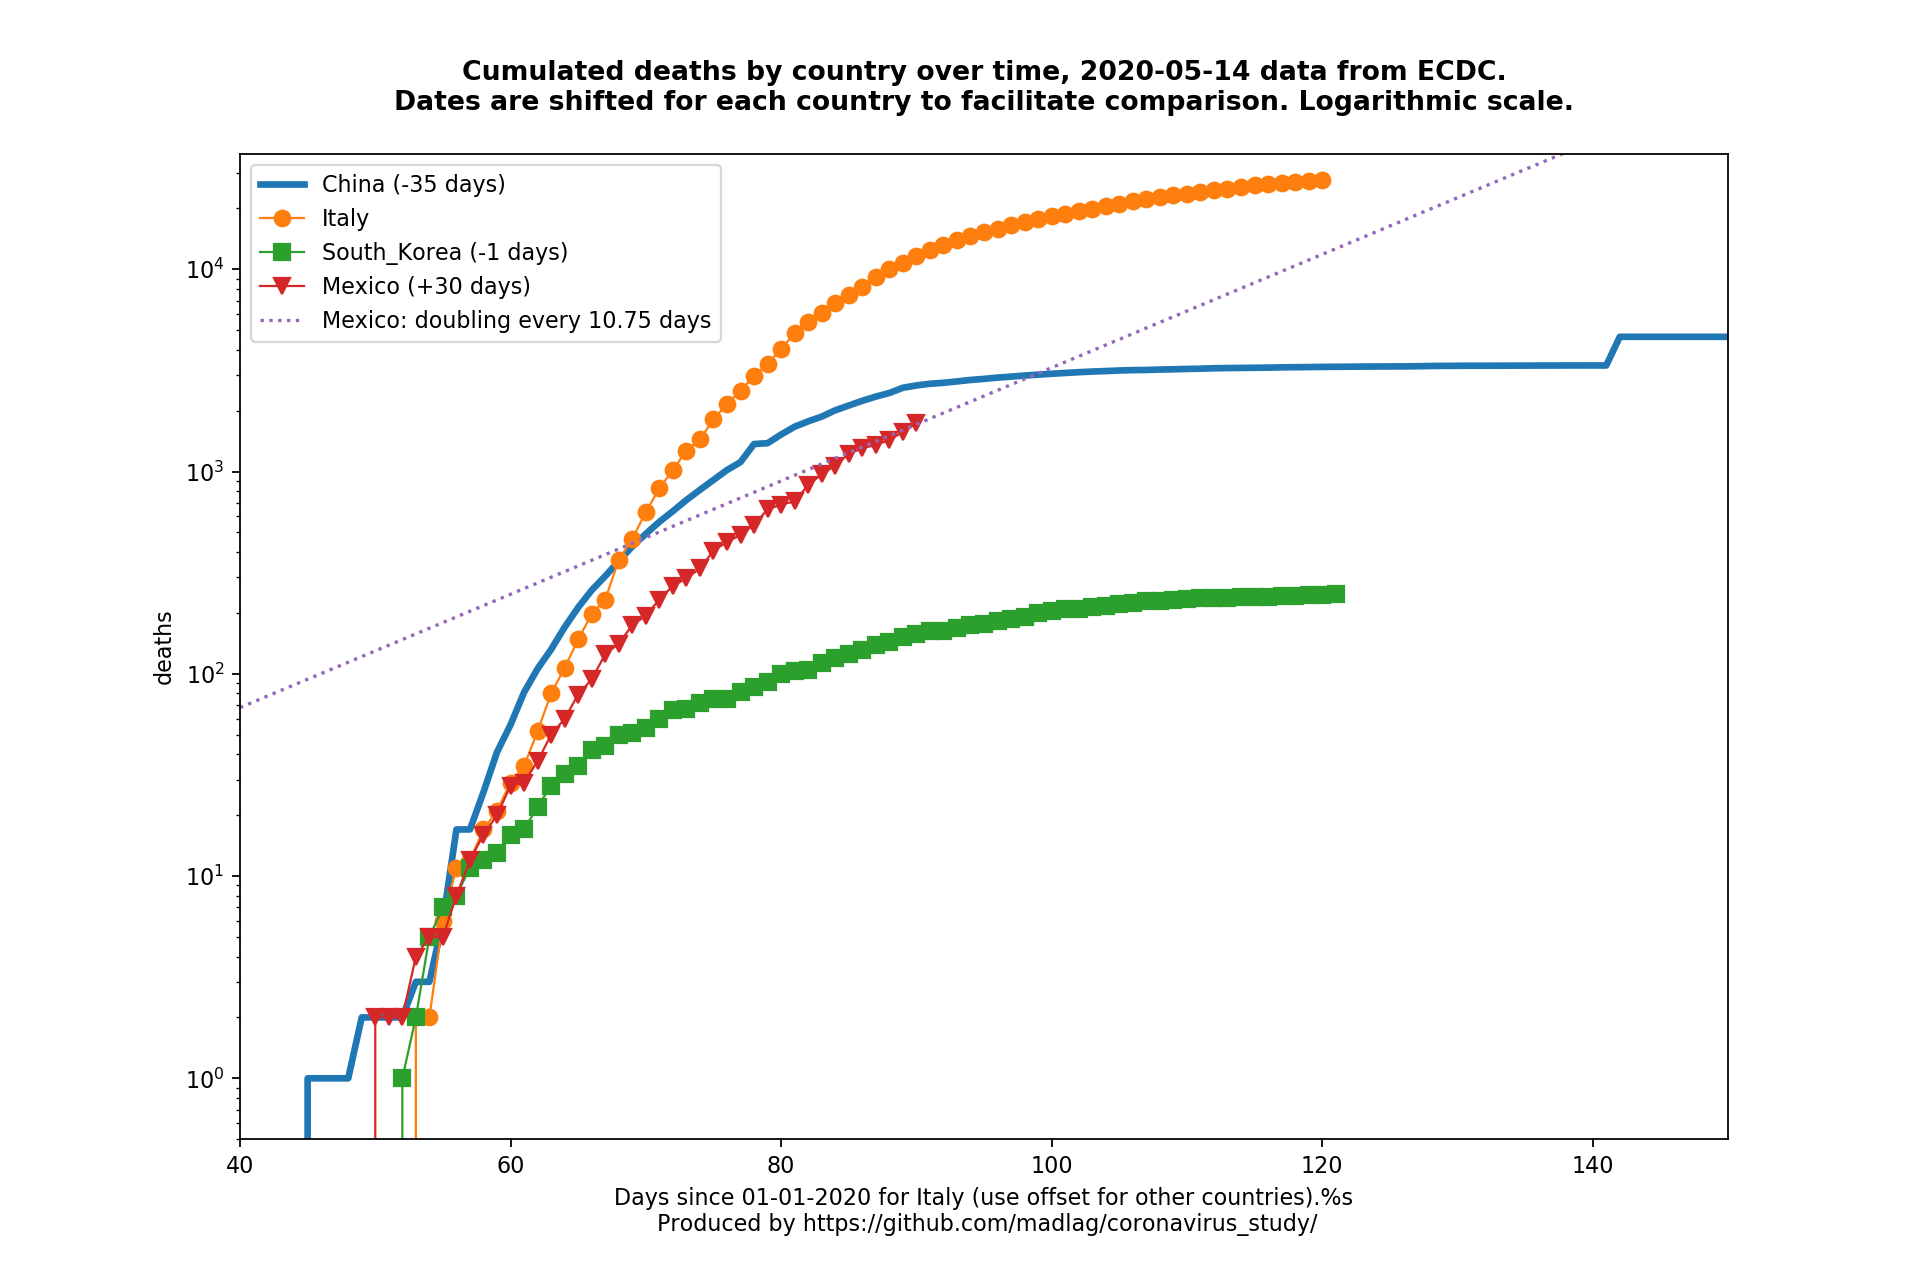 Cumulated deaths by country over time, 2020-05-14 data from ECDC.
Dates are shifted for each country to facilitate comparison. Logarithmic scale.
China (-35 days)
Italy
South_Korea (-1 days)
Mexico (+30 days)
Mexico: doubling every 10.75 days
deaths
10⁴
10³
10²
10¹
10⁰
40 60 80 100 120 140
Days since 01-01-2020 for Italy (use offset for other countries).%s
Produced by https://github.com/madlag/coronavirus_study/